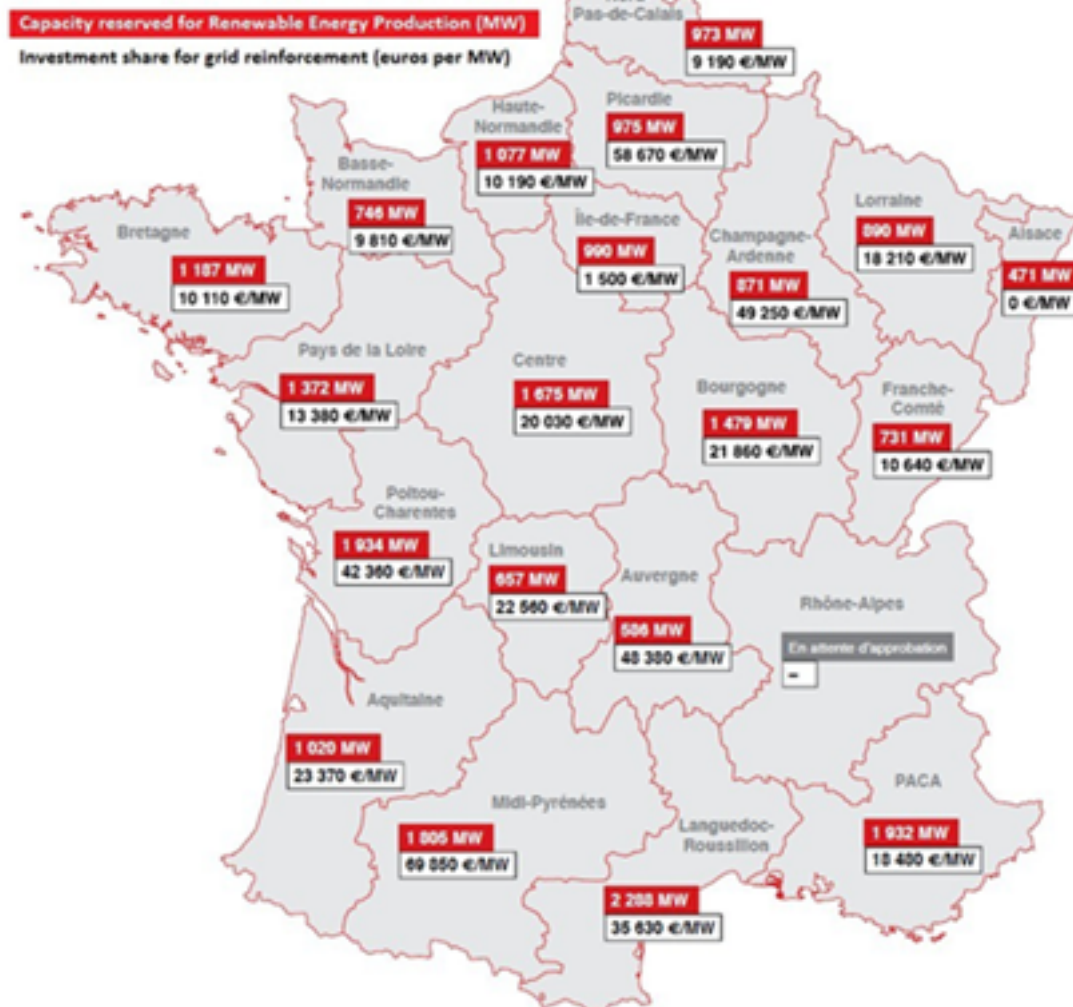 Capacity reserved for Renewable Energy Production (MW)
Investment share for grid reinforcement (euros per MW)
Pas-de-Calais
973 MW
9 190 €/MW
Picardie
975 MW
58 670 €/MW
Haute-
Normandie
1 077 MW
10 190 €/MW
Basse-
Normandie
746 MW
9 810 €/MW
Île-de-France
990 MW
1 500 €/MW
Champagne-
Ardenne
871 MW
49 250 €/MW
Lorraine
890 MW
18 210 €/MW
Alsace
471 MW
0 €/MW
Bretagne
1 187 MW
10 110 €/MW
Pays de la Loire
1 372 MW
13 380 €/MW
Centre
1 675 MW
20 030 €/MW
Bourgogne
1 479 MW
21 860 €/MW
Franche-
Comté
731 MW
10 640 €/MW
Poitou-
Charentes
1 934 MW
42 360 €/MW
Limousin
657 MW
22 560 €/MW
Auvergne
586 MW
48 380 €/MW
Rhône-Alpes
En attente d'approbation
–
Aquitaine
1 020 MW
23 370 €/MW
Midi-Pyrénées
1 805 MW
69 850 €/MW
Languedoc-
Roussillon
2 288 MW
35 630 €/MW
PACA
1 932 MW
18 480 €/MW